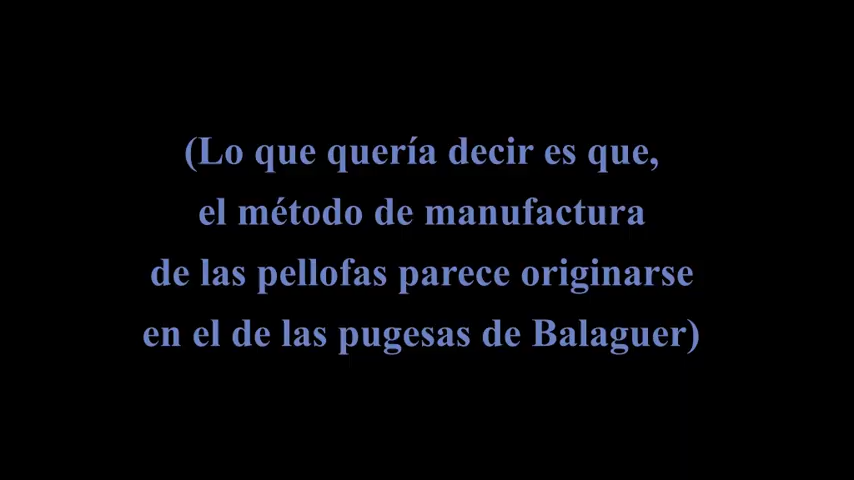 (Lo que quería decir es que,
el método de manufactura
de las pellofas parece originarse
en el de las pugesas de Balaguer)